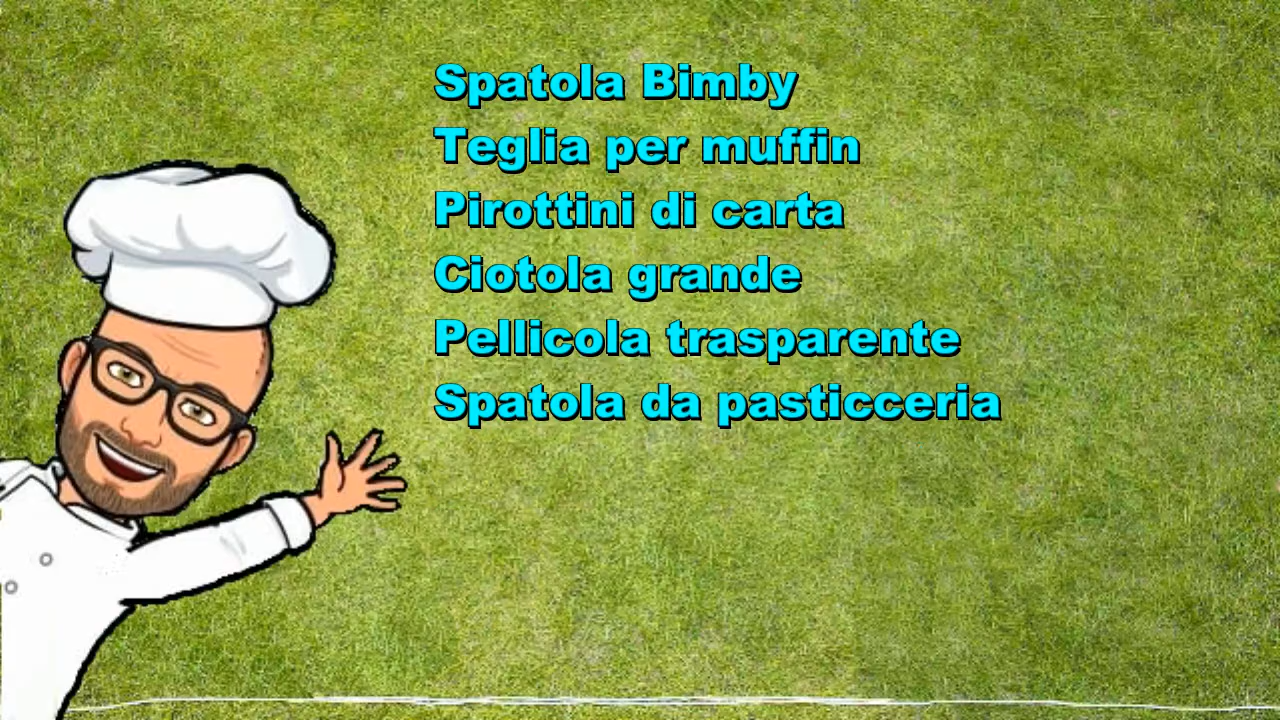 Spatola Bimby
Teglia per muffin
Pirottini di carta
Ciotola grande
Pellicola trasparente
Spatola da pasticceria